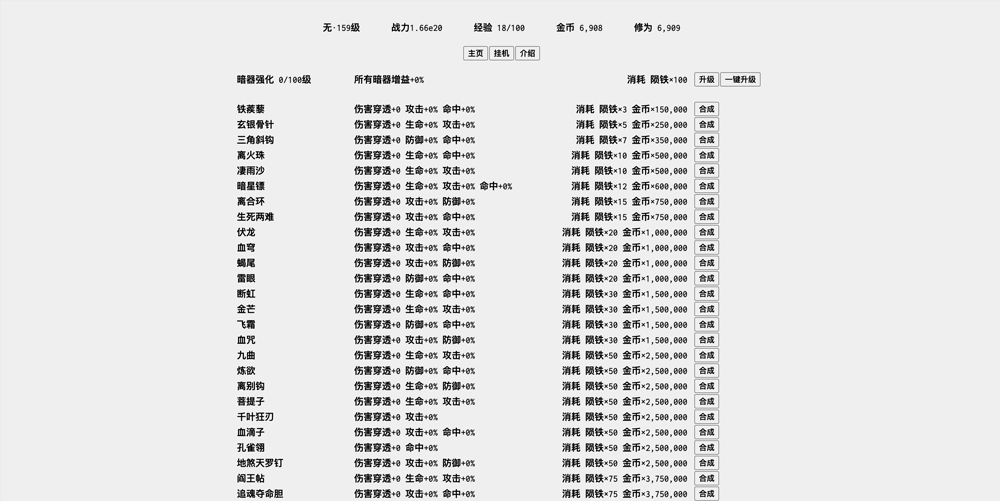 无·159级 战力1.66e20 经验 18/100 金币 6,908 修为 6,909
主页 挂机 介绍
暗器强化 0/100级 所有暗器增益+0% 消耗 陨铁×100 升级 一键升级
铁蒺藜 伤害穿透+0 攻击+0% 命中+0% 消耗 陨铁×3 金币×150,000 合成
玄银骨针 伤害穿透+0 生命+0% 攻击+0% 消耗 陨铁×5 金币×250,000 合成
三角斜钩 伤害穿透+0 防御+0% 命中+0% 消耗 陨铁×7 金币×350,000 合成
离火珠 伤害穿透+0 生命+0% 命中+0% 消耗 陨铁×10 金币×500,000 合成
凄雨沙 伤害穿透+0 生命+0% 攻击+0% 消耗 陨铁×10 金币×500,000 合成
暗星镖 伤害穿透+0 生命+0% 攻击+0% 命中+0% 消耗 陨铁×12 金币×600,000 合成
离合环 伤害穿透+0 攻击+0% 防御+0% 消耗 陨铁×15 金币×750,000 合成
生死两难 伤害穿透+0 攻击+0% 命中+0% 消耗 陨铁×15 金币×750,000 合成
伏龙 伤害穿透+0 生命+0% 攻击+0% 消耗 陨铁×20 金币×1,000,000 合成
血穹 伤害穿透+0 攻击+0% 命中+0% 消耗 陨铁×20 金币×1,000,000 合成
蝎尾 伤害穿透+0 攻击+0% 防御+0% 消耗 陨铁×20 金币×1,000,000 合成
雷眼 伤害穿透+0 防御+0% 命中+0% 消耗 陨铁×20 金币×1,000,000 合成
断虹 伤害穿透+0 生命+0% 攻击+0% 消耗 陨铁×30 金币×1,500,000 合成
金芒 伤害穿透+0 生命+0% 命中+0% 消耗 陨铁×30 金币×1,500,000 合成
飞霜 伤害穿透+0 防御+0% 命中+0% 消耗 陨铁×30 金币×1,500,000 合成
血咒 伤害穿透+0 攻击+0% 防御+0% 消耗 陨铁×30 金币×1,500,000 合成
九曲 伤害穿透+0 生命+0% 攻击+0% 消耗 陨铁×50 金币×2,500,000 合成
炼欲 伤害穿透+0 防御+0% 命中+0% 消耗 陨铁×50 金币×2,500,000 合成
离别钩 伤害穿透+0 生命+0% 防御+0% 消耗 陨铁×50 金币×2,500,000 合成
菩提子 伤害穿透+0 生命+0% 攻击+0% 消耗 陨铁×50 金币×2,500,000 合成
千叶狂刃 伤害穿透+0 攻击+0% 消耗 陨铁×50 金币×2,500,000 合成
血滴子 伤害穿透+0 攻击+0% 命中+0% 消耗 陨铁×50 金币×2,500,000 合成
孔雀翎 伤害穿透+0 命中+0% 消耗 陨铁×50 金币×2,500,000 合成
地煞天罗钉 伤害穿透+0 攻击+0% 防御+0% 消耗 陨铁×50 金币×2,500,000 合成
阎王帖 伤害穿透+0 生命+0% 攻击+0% 消耗 陨铁×75 金币×3,750,000 合成
追魂夺命胆 伤害穿透+0 攻击+0% 命中+0% 消耗 陨铁×75 金币×3,750,000 合成